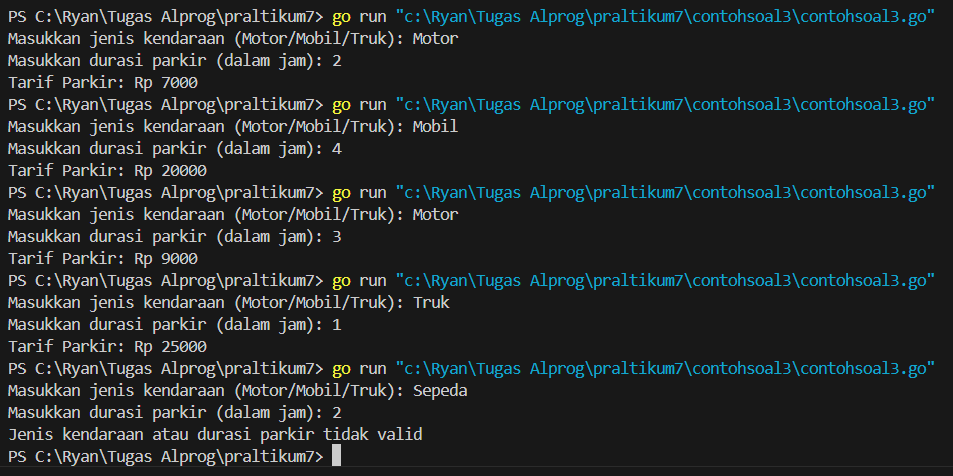 PS C:\Ryan\Tugas Alprog\praltikum7> go run "c:\Ryan\Tugas Alprog\praltikum7\contohsoal3\contohsoal3.go"
Masukkan jenis kendaraan (Motor/Mobil/Truk): Motor
Masukkan durasi parkir (dalam jam): 2
Tarif Parkir: Rp 7000
PS C:\Ryan\Tugas Alprog\praltikum7> go run "c:\Ryan\Tugas Alprog\praltikum7\contohsoal3\contohsoal3.go"
Masukkan jenis kendaraan (Motor/Mobil/Truk): Mobil
Masukkan durasi parkir (dalam jam): 4
Tarif Parkir: Rp 20000
PS C:\Ryan\Tugas Alprog\praltikum7> go run "c:\Ryan\Tugas Alprog\praltikum7\contohsoal3\contohsoal3.go"
Masukkan jenis kendaraan (Motor/Mobil/Truk): Motor
Masukkan durasi parkir (dalam jam): 3
Tarif Parkir: Rp 9000
PS C:\Ryan\Tugas Alprog\praltikum7> go run "c:\Ryan\Tugas Alprog\praltikum7\contohsoal3\contohsoal3.go"
Masukkan jenis kendaraan (Motor/Mobil/Truk): Truk
Masukkan durasi parkir (dalam jam): 1
Tarif Parkir: Rp 25000
PS C:\Ryan\Tugas Alprog\praltikum7> go run "c:\Ryan\Tugas Alprog\praltikum7\contohsoal3\contohsoal3.go"
Masukkan jenis kendaraan (Motor/Mobil/Truk): Sepeda
Masukkan durasi parkir (dalam jam): 2
Jenis kendaraan atau durasi parkir tidak valid
PS C:\Ryan\Tugas Alprog\praltikum7>